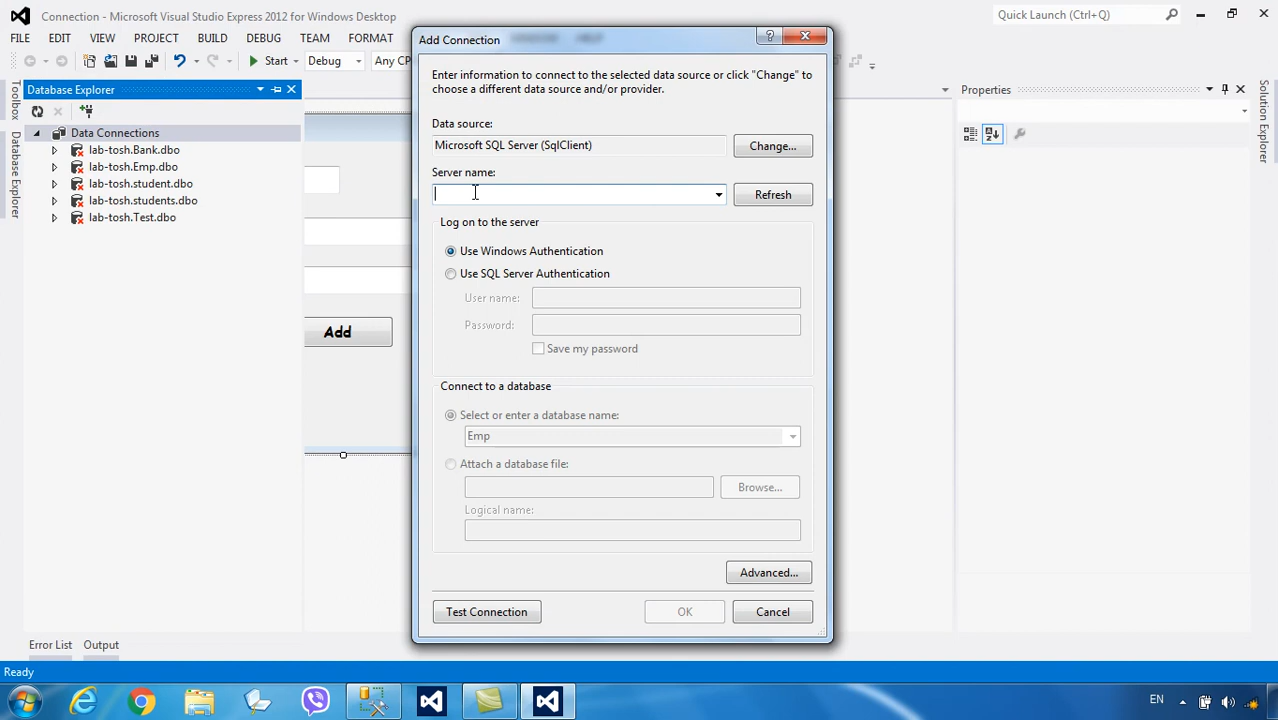 Connection - Microsoft Visual Studio Express 2012 for Windows Desktop
Quick Launch (Ctrl+Q)
FILE EDIT VIEW PROJECT BUILD DEBUG TEAM FORMAT
Start Debug Any CP
Add Connection
Enter information to connect to the selected data source or click "Change" to
choose a different data source and/or provider.
Data source:
Microsoft SQL Server (SqlClient)
Change...
Server name:
Refresh
Log on to the server
Use Windows Authentication
Use SQL Server Authentication
User name:
Password:
Save my password
Connect to a database
Select or enter a database name:
Emp
Attach a database file:
Browse...
Logical name:
Advanced...
Test Connection
OK
Cancel
Toolbox
Database Explorer
Database Explorer
Data Connections
lab-tosh.Bank.dbo
lab-tosh.Emp.dbo
lab-tosh.student.dbo
lab-tosh.students.dbo
lab-tosh.Test.dbo
Add
Properties
Solution Explorer
Error List Output
Ready
EN